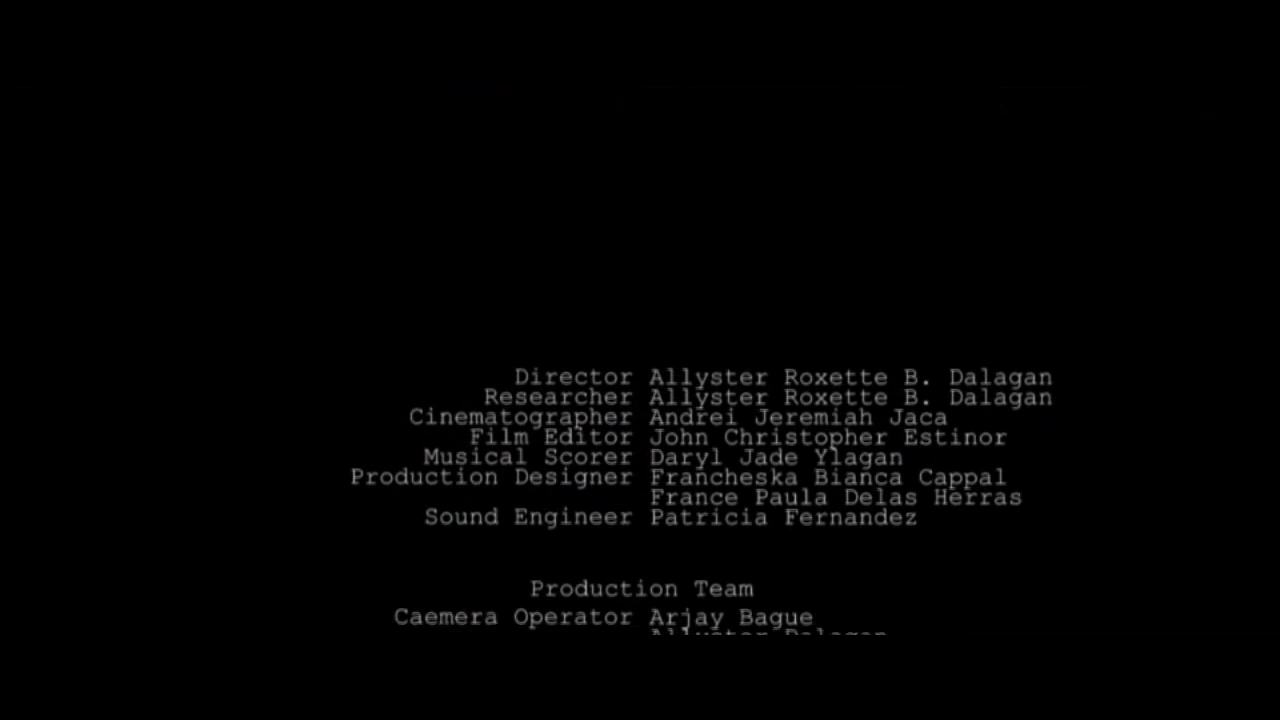 Director Allyster Roxette B. Dalagan
Researcher Allyster Roxette B. Dalagan
Cinematographer Andrei Jeremiah Jaca
Film Editor John Christopher Estinor
Musical Scorer Daryl Jade Ylagan
Production Designer Francheska Bianca Cappal
France Paula Delas Herras
Sound Engineer Patricia Fernandez
Production Team
Caemera Operator Arjay Bague
Allyster Dalagan